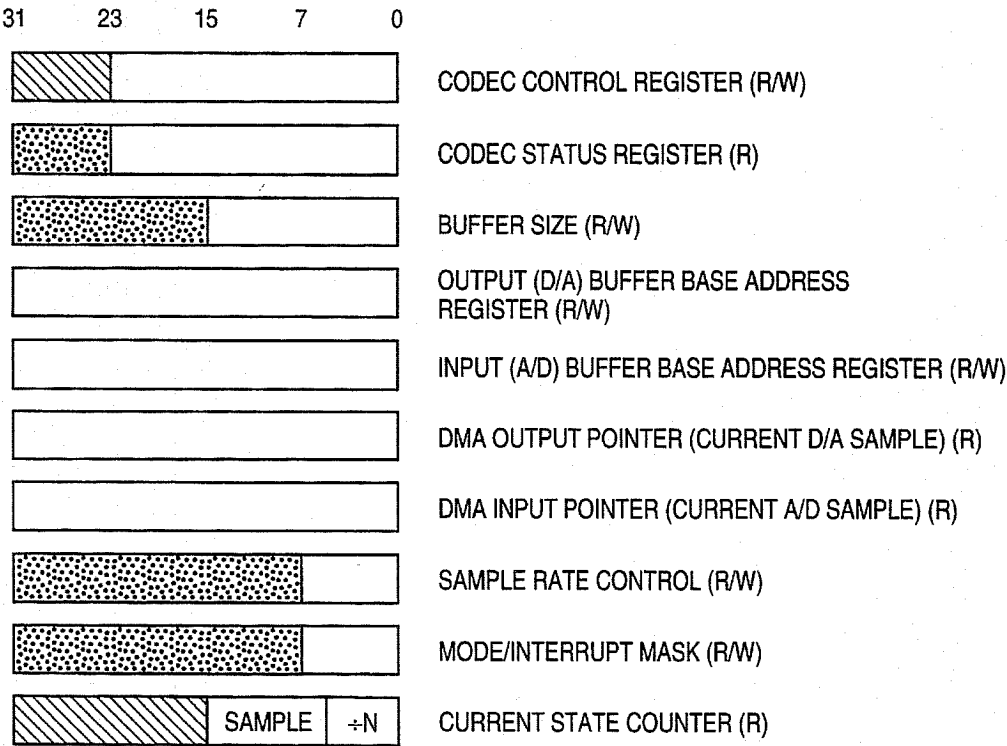 31 23 15 7 0
CODEC CONTROL REGISTER (R/W)
CODEC STATUS REGISTER (R)
BUFFER SIZE (R/W)
OUTPUT (D/A) BUFFER BASE ADDRESS
REGISTER (R/W)
INPUT (A/D) BUFFER BASE ADDRESS REGISTER (R/W)
DMA OUTPUT POINTER (CURRENT D/A SAMPLE) (R)
DMA INPUT POINTER (CURRENT A/D SAMPLE) (R)
SAMPLE RATE CONTROL (R/W)
MODE/INTERRUPT MASK (R/W)
SAMPLE ÷N CURRENT STATE COUNTER (R)